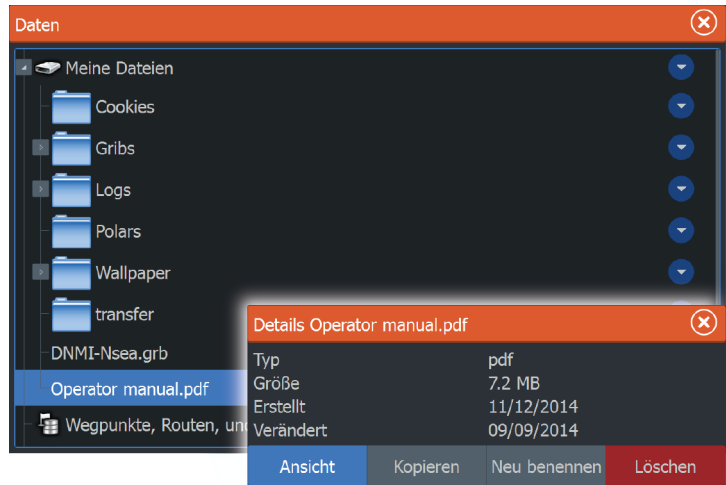 Daten
Meine Dateien
Cookies
Gribs
Logs
Polars
Wallpaper
transfer
DNMI-Nsea.grb
Operator manual.pdf
Wegpunkte, Routen,
Details Operator manual.pdf
Typ pdf
Größe 7.2 MB
Erstellt 11/12/2014
Verändert 09/09/2014
Ansicht Kopieren Neu benennen Löschen